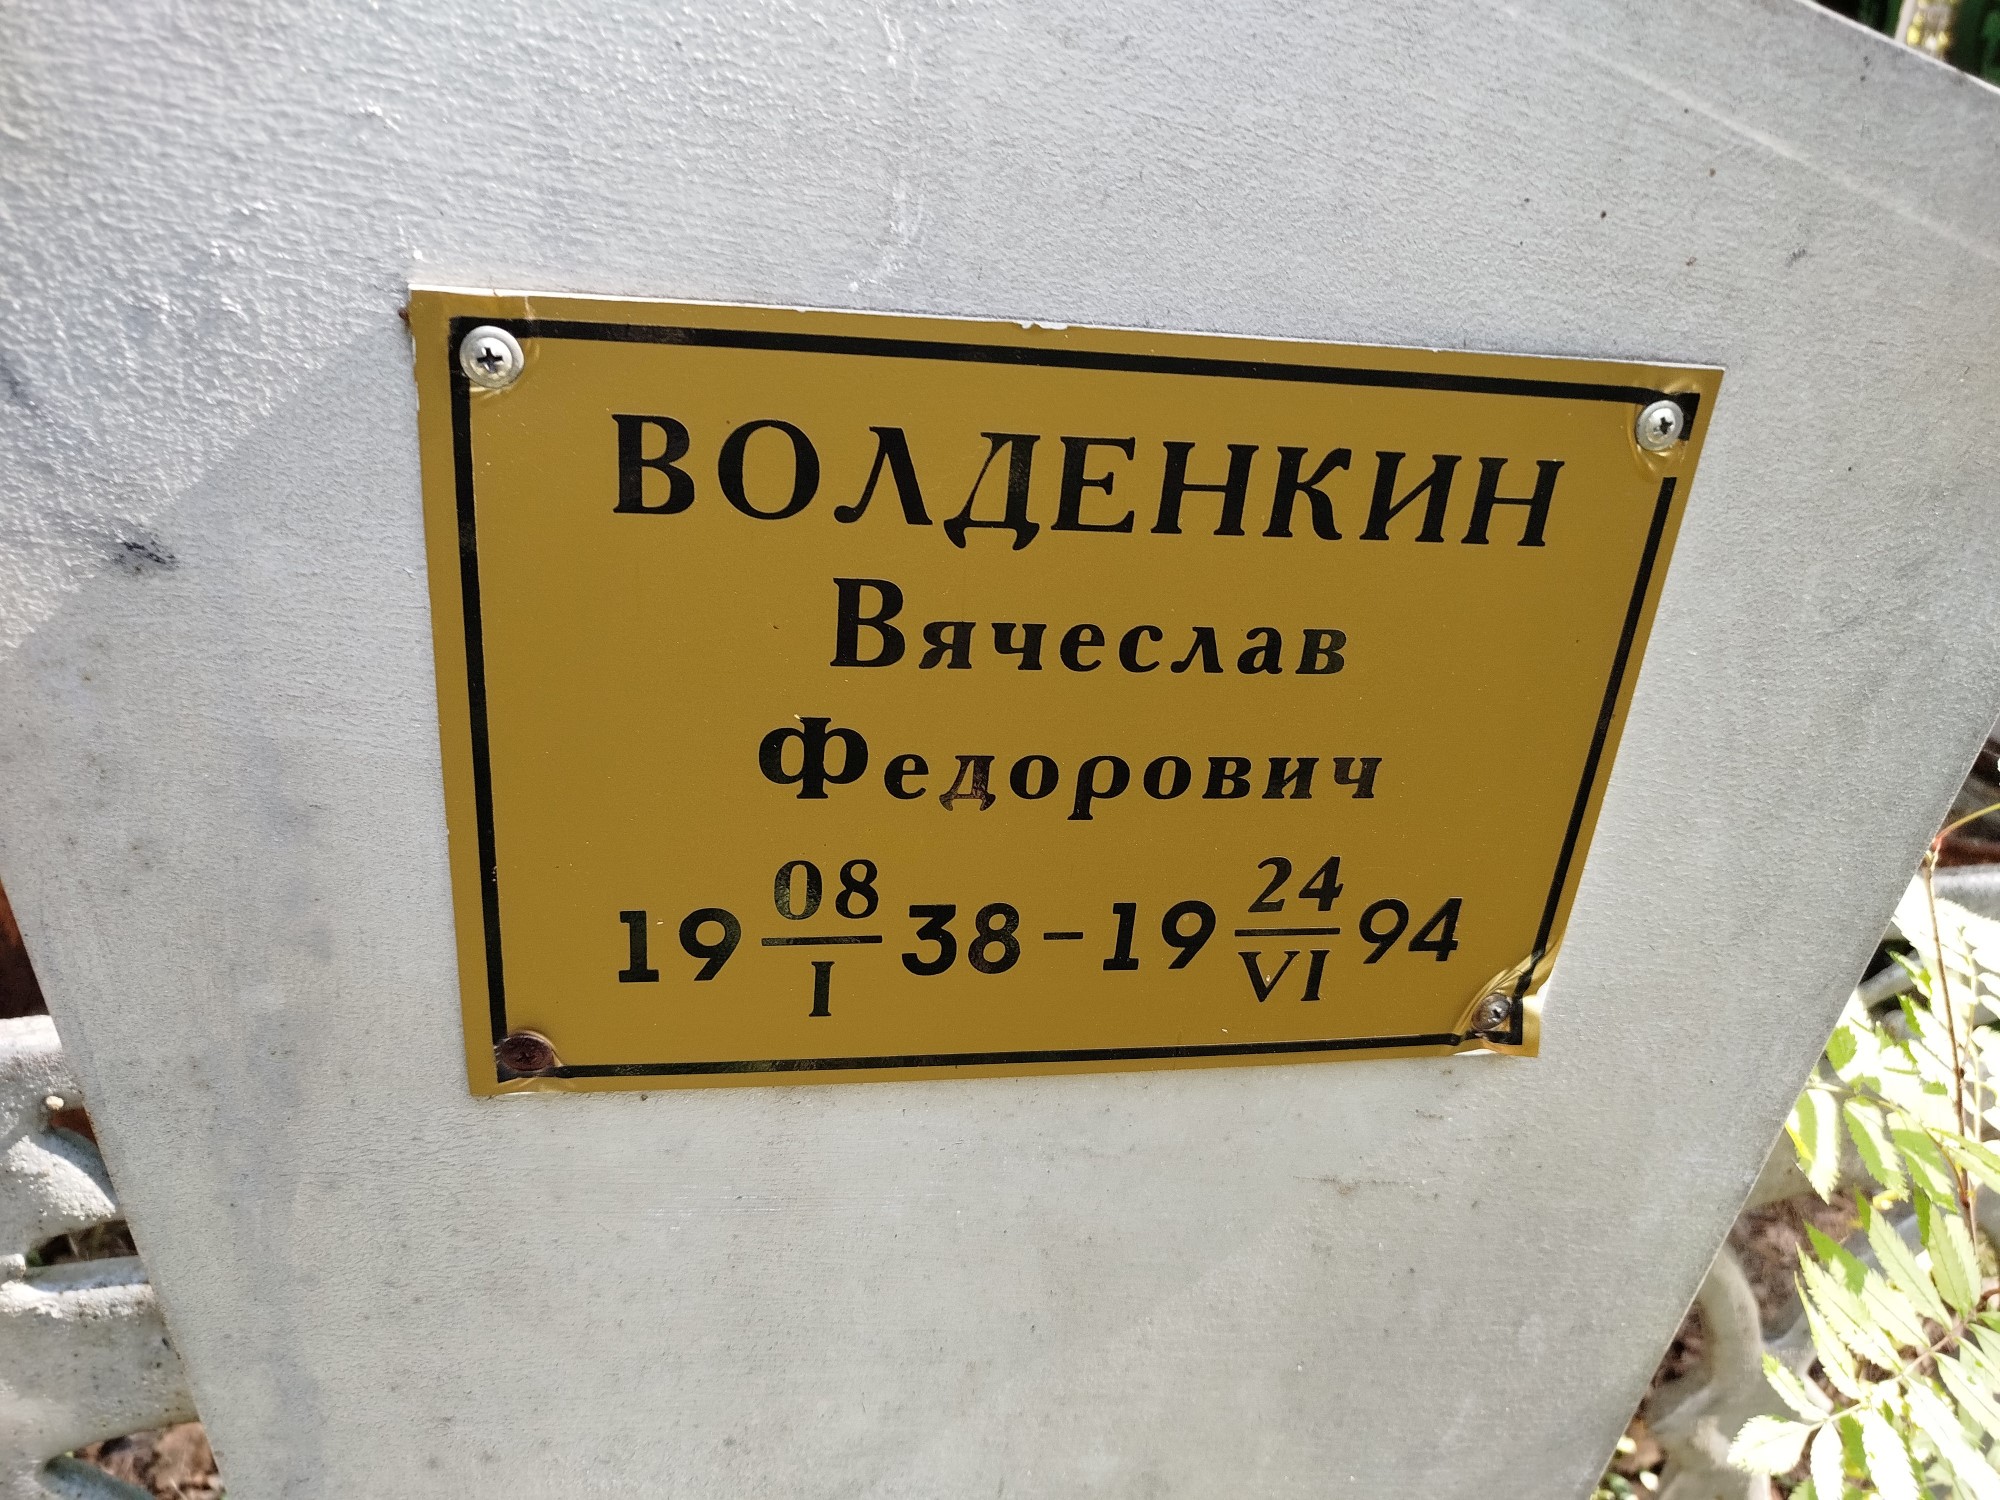 ВОЛДЕНКИН
Вячеслав
Федорович
19 08/I 38 - 19 24/VI 94